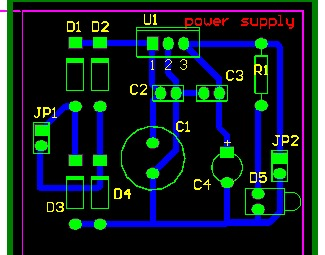 U1
power supply
D1 D2
1 2 3
C3
R1
C2
JP1
C1
JP2
+
C4
D5
D3
D4